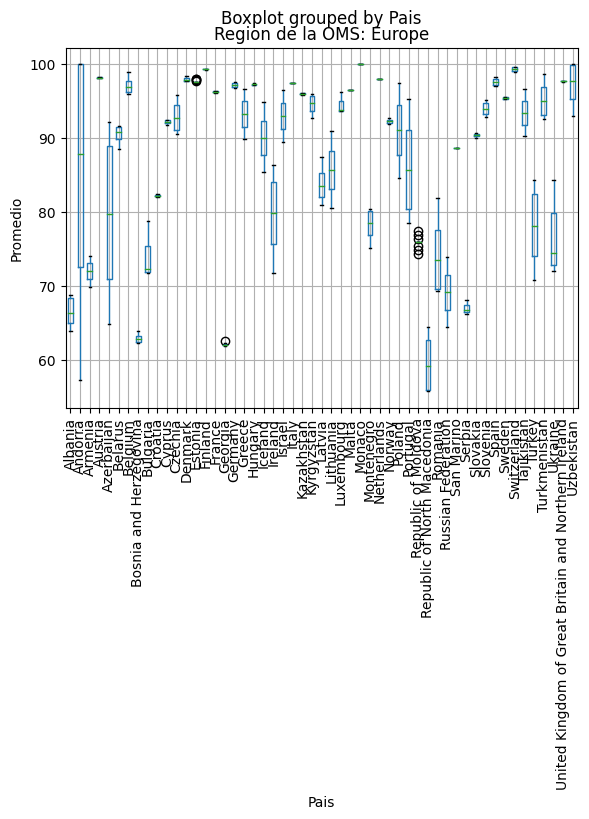 Boxplot grouped by Pais
Región de la OMS: Europe
100
90
80
70
60
Promedio
Albania
Andorra
Armenia
Austria
Azerbaijan
Belarus
Belgium
Bosnia and Herzegovina
Bulgaria
Croatia
Cyprus
Czechia
Denmark
Estonia
Finland
France
Georgia
Germany
Greece
Hungary
Iceland
Ireland
Israel
Italy
Kazakhstan
Kyrgyzstan
Latvia
Lithuania
Luxembourg
Malta
Monaco
Montenegro
Netherlands
Norway
Poland
Portugal
Republic of Moldova
Republic of North Macedonia
Romania
Russian Federation
San Marino
Serbia
Slovakia
Slovenia
Spain
Sweden
Switzerland
Tajikistan
Turkey
Turkmenistan
Ukraine
United Kingdom of Great Britain and Northern Ireland
Uzbekistan
Pais